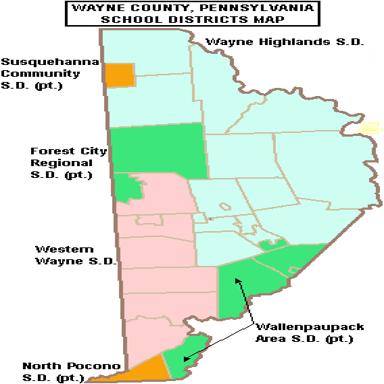 WAYNE COUNTY, PENNSYLVANIA
SCHOOL DISTRICTS MAP
Wayne Highlands S.D.
Susquehanna
Community
S.D. (pt.)
Forest City
Regional
S.D. (pt.)
Western
Wayne S.D.
Wallenpaupack
Area S.D. (pt.)
North Pocono
S.D. (pt.)